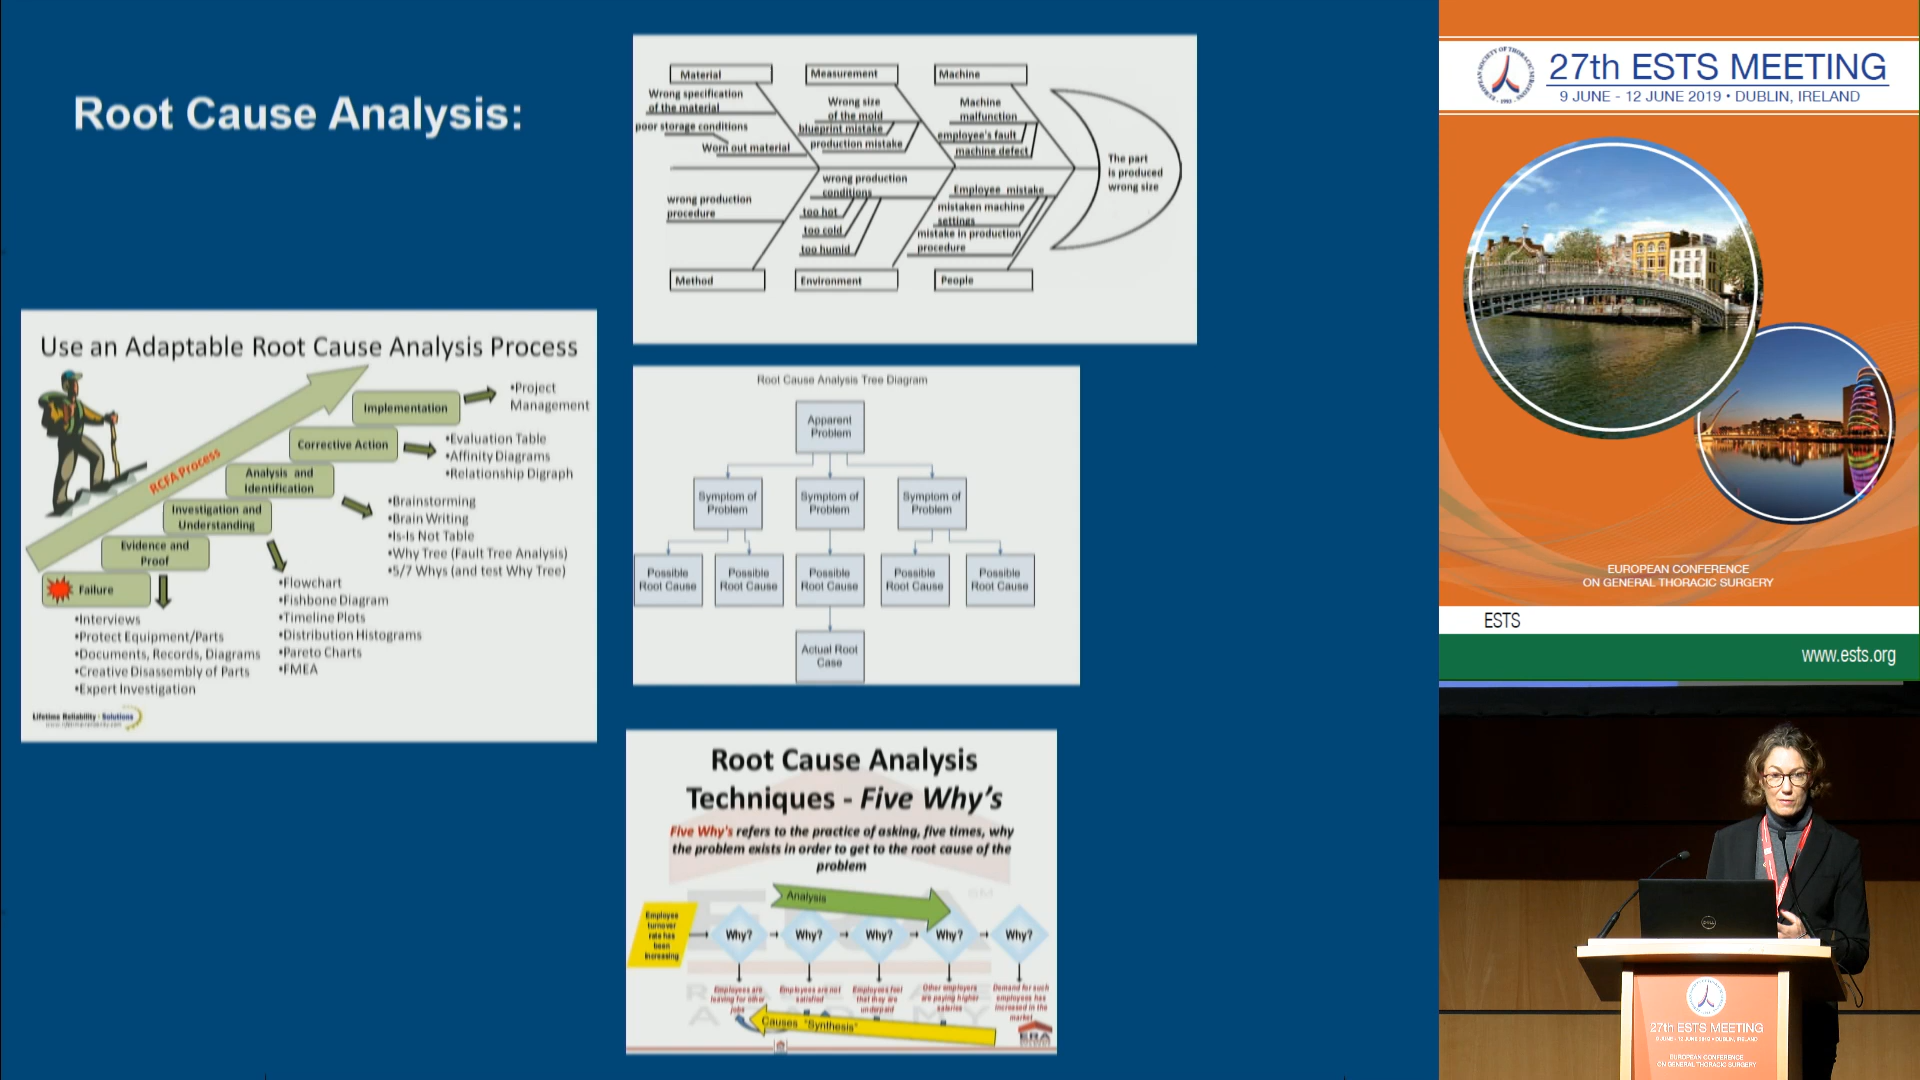 Root Cause Analysis:
Material
Measurement
Machine
Wrong specification
of the material
poor storage conditions
Worn out material
Wrong size
of the mold
blueprint mistake
production mistake
Machine
malfunction
employee's fault
machine defect
The part
is produced
wrong size
wrong production
procedure
wrong production
conditions
too hot
too cold
too humid
Employee mistake
mistaken machine
settings
mistake in production
procedure
Method
Environment
People
Use an Adaptable Root Cause Analysis Process
RCFA Process
Implementation
•Project
Management
Corrective Action
•Evaluation Table
•Affinity Diagrams
•Relationship Digraph
Analysis and
Identification
•Brainstorming
•Brain Writing
•Is-Is Not Table
•Why Tree (Fault Tree Analysis)
•5/7 Whys (and test Why Tree)
Investigation and
Understanding
•Flowchart
•Fishbone Diagram
•Timeline Plots
•Distribution Histograms
•Pareto Charts
•FMEA
Evidence and
Proof
Failure
•Interviews
•Protect Equipment/Parts
•Documents, Records, Diagrams
•Creative Disassembly of Parts
•Expert Investigation
Lifetime Reliability Solutions
Root Cause Analysis Tree Diagram
Apparent
Problem
Symptom of
Problem
Symptom of
Problem
Symptom of
Problem
Possible
Root Cause
Possible
Root Cause
Possible
Root Cause
Possible
Root Cause
Possible
Root Cause
Actual Root
Case
Root Cause Analysis
Techniques - Five Why's
Five Why's refers to the practice of asking, five times, why
the problem exists in order to get to the root cause of the
problem
Analysis
SM
Employee
turnover
rate has
been
increasing
Why?
Why?
Why?
Why?
Why?
Employees are
leaving for other
jobs
Employees are not
satisfied
Employees feel
that they are
underpaid
Other employers
are paying higher
salaries
Demand for such
employees has
increased in the
market
Causes "Synthesis"
ERA
27th ESTS MEETING
9 JUNE - 12 JUNE 2019 • DUBLIN, IRELAND
EUROPEAN CONFERENCE
ON GENERAL THORACIC SURGERY
ESTS
www.ests.org
DELL
27th ESTS MEETING
9 JUNE - 12 JUNE 2019 • DUBLIN, IRELAND
EUROPEAN CONFERENCE
ON GENERAL THORACIC SURGERY